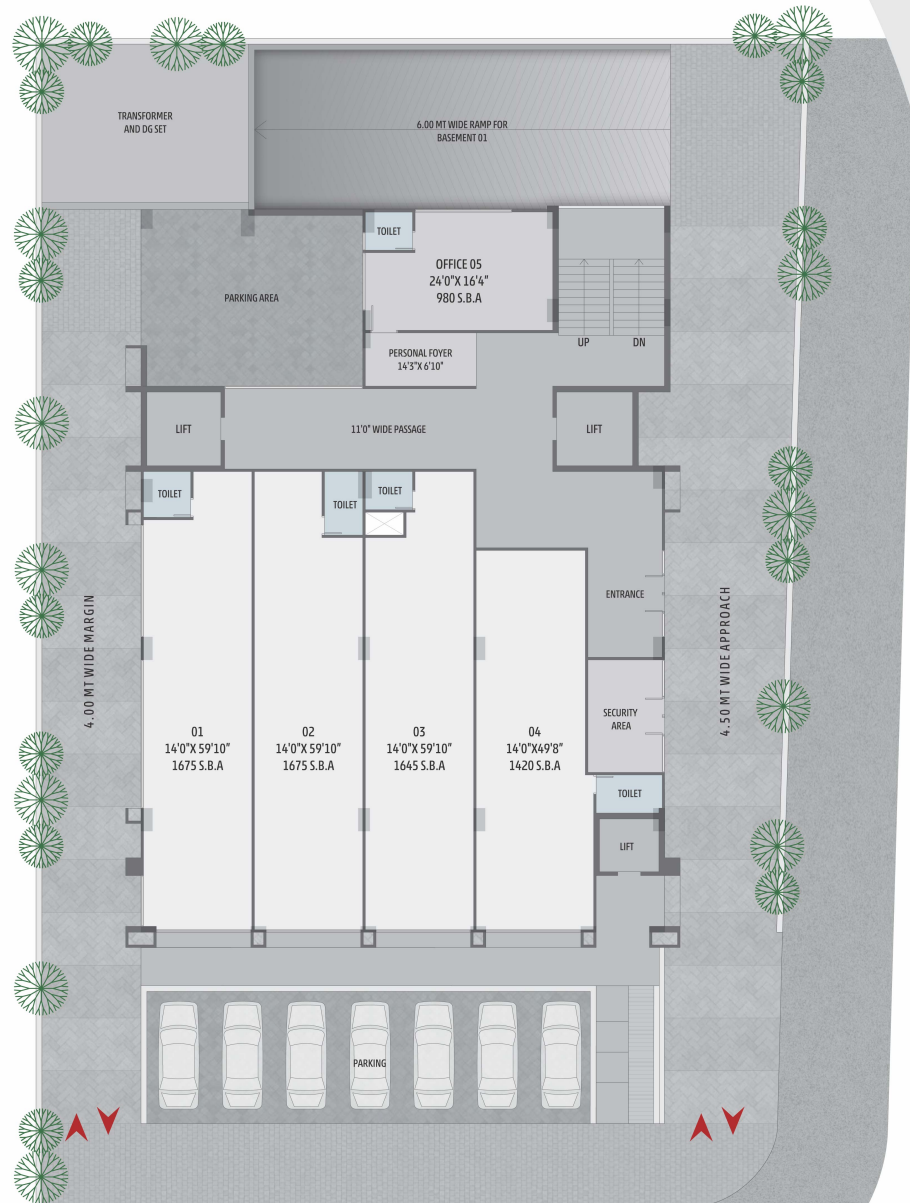 TRANSFORMER
AND DG SET
6.00 MT WIDE RAMP FOR
BASEMENT 01
TOILET
OFFICE 05
24'0"X 16'4"
980 S.B.A
PARKING AREA
UP
DN
PERSONAL FOYER
14'3"X 6'10"
LIFT
11'0" WIDE PASSAGE
LIFT
TOILET
TOILET
TOILET
ENTRANCE
4.00 MT WIDE MARGIN
4.50 MT WIDE APPROACH
SECURITY
AREA
01
14'0"X 59'10"
1675 S.B.A
02
14'0"X 59'10"
1675 S.B.A
03
14'0"X 59'10"
1645 S.B.A
04
14'0"X49'8"
1420 S.B.A
TOILET
LIFT
PARKING